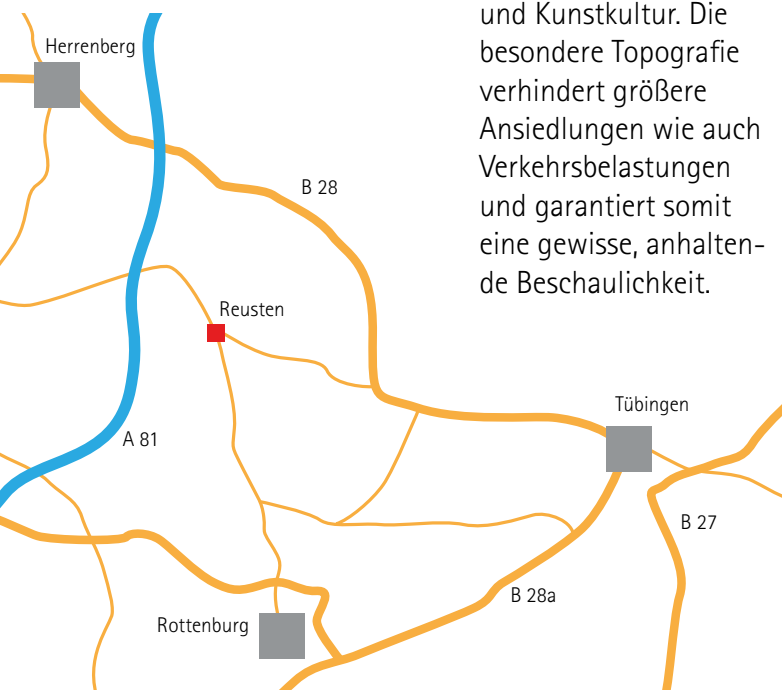 und Kunstkultur. Die
besondere Topografie
verhindert größere
Ansiedlungen wie auch
Verkehrsbelastungen
und garantiert somit
eine gewisse, anhalten-
de Beschaulichkeit.
Herrenberg
B 28
Reusten
Tübingen
A 81
B 27
B 28a
Rottenburg